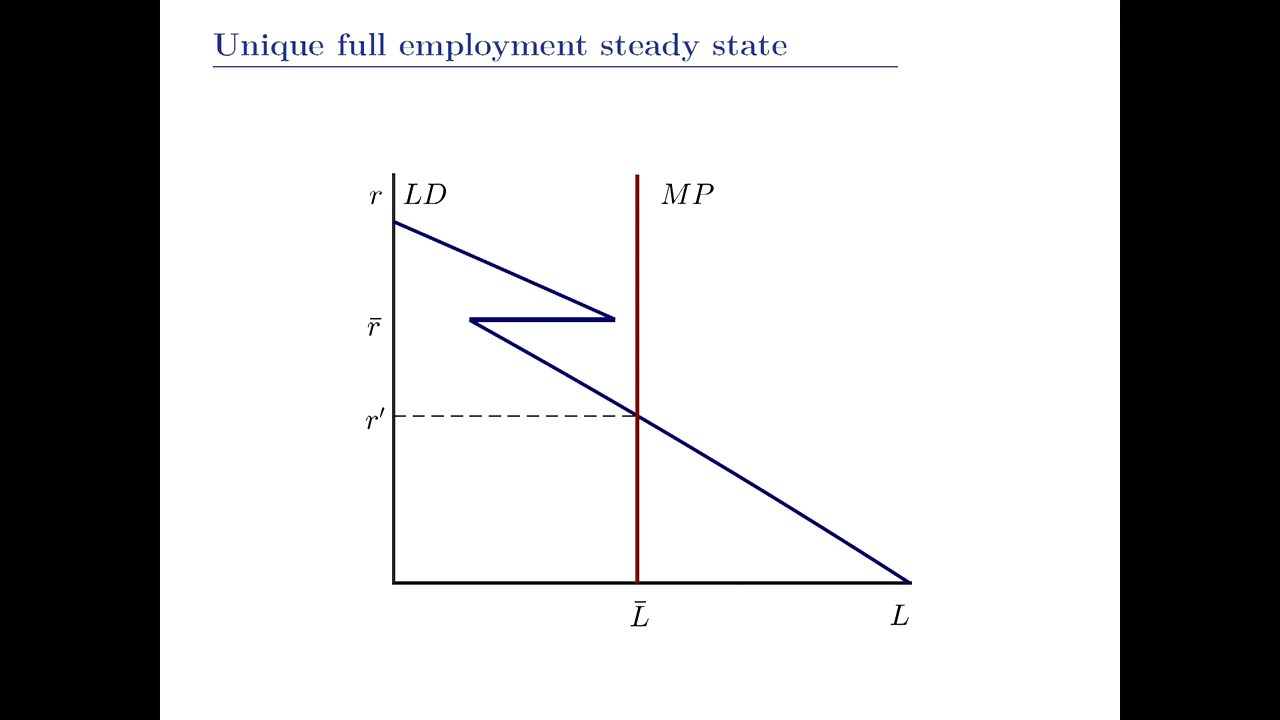 Unique full employment steady state
r LD MP
r̄
r′
L̄ L